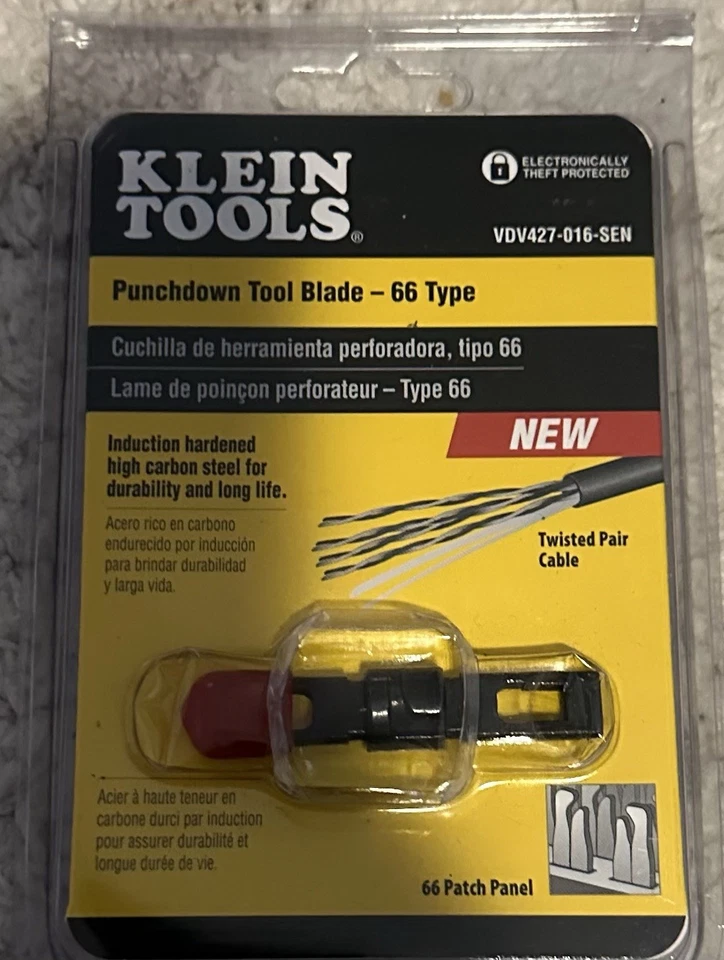 KLEIN
TOOLS®
ELECTRONICALLY
THEFT PROTECTED
VDV427-016-SEN
Punchdown Tool Blade – 66 Type
Cuchilla de herramienta perforadora, tipo 66
Lame de poinçon perforateur – Type 66
NEW
Induction hardened
high carbon steel for
durability and long life.
Acero rico en carbono
endurecido por inducción
para brindar durabilidad
y larga vida.
Twisted Pair
Cable
Acier à haute teneur en
carbone durci par induction
pour assurer durabilité et
longue durée de vie.
66 Patch Panel